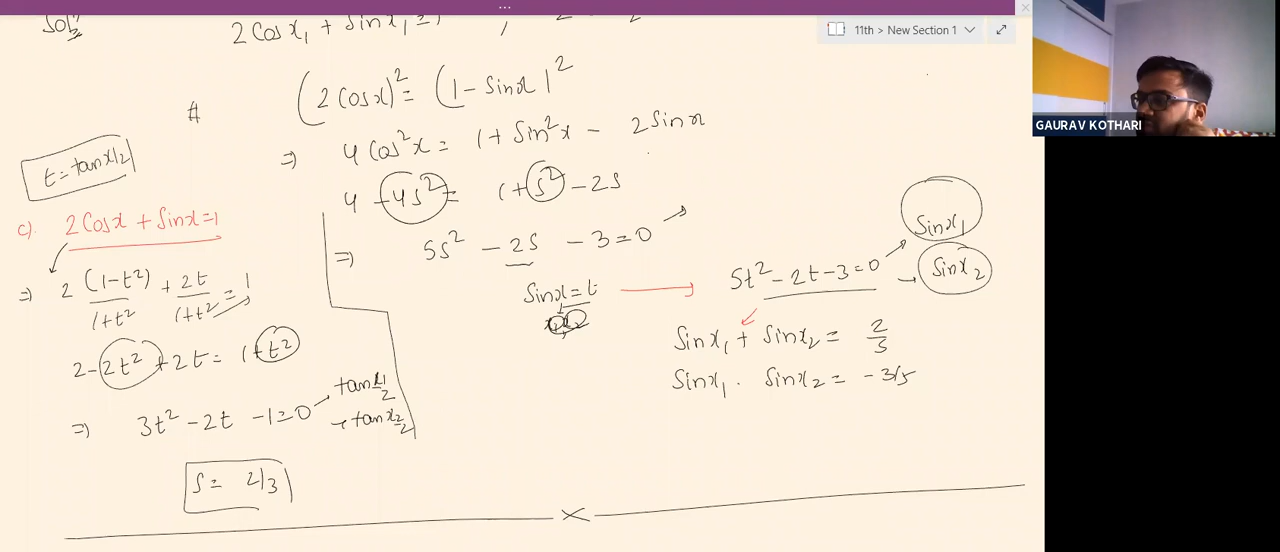 Sol^n
2 Cos x₁ + Sin x₁ = 1 ,
11th > New Section 1
(2 Cos x)² = (1 - Sin x)²
#
⇒ 4 Cos² x = 1 + Sin² x - 2 Sin x
t = tan x/2
4 - 4s² = 1 + s² - 2s
c). 2 Cos x + Sin x = 1
⇒ 5s² - 2s - 3 = 0
Sin x₁
⇒ 2 (1-t²)/1+t² + 2t/1+t² = 1
Sin x = t → 5t² - 2t - 3 = 0
Sin x₂
2 - 2t² + 2t = 1 + t²
Sin x₁ + Sin x₂ = 2/5
Sin x₁ . Sin x₂ = -3/5
⇒ 3t² - 2t - 1 = 0
tan x₁/2
tan x₂/2
S = 2/3
GAURAV KOTHARI